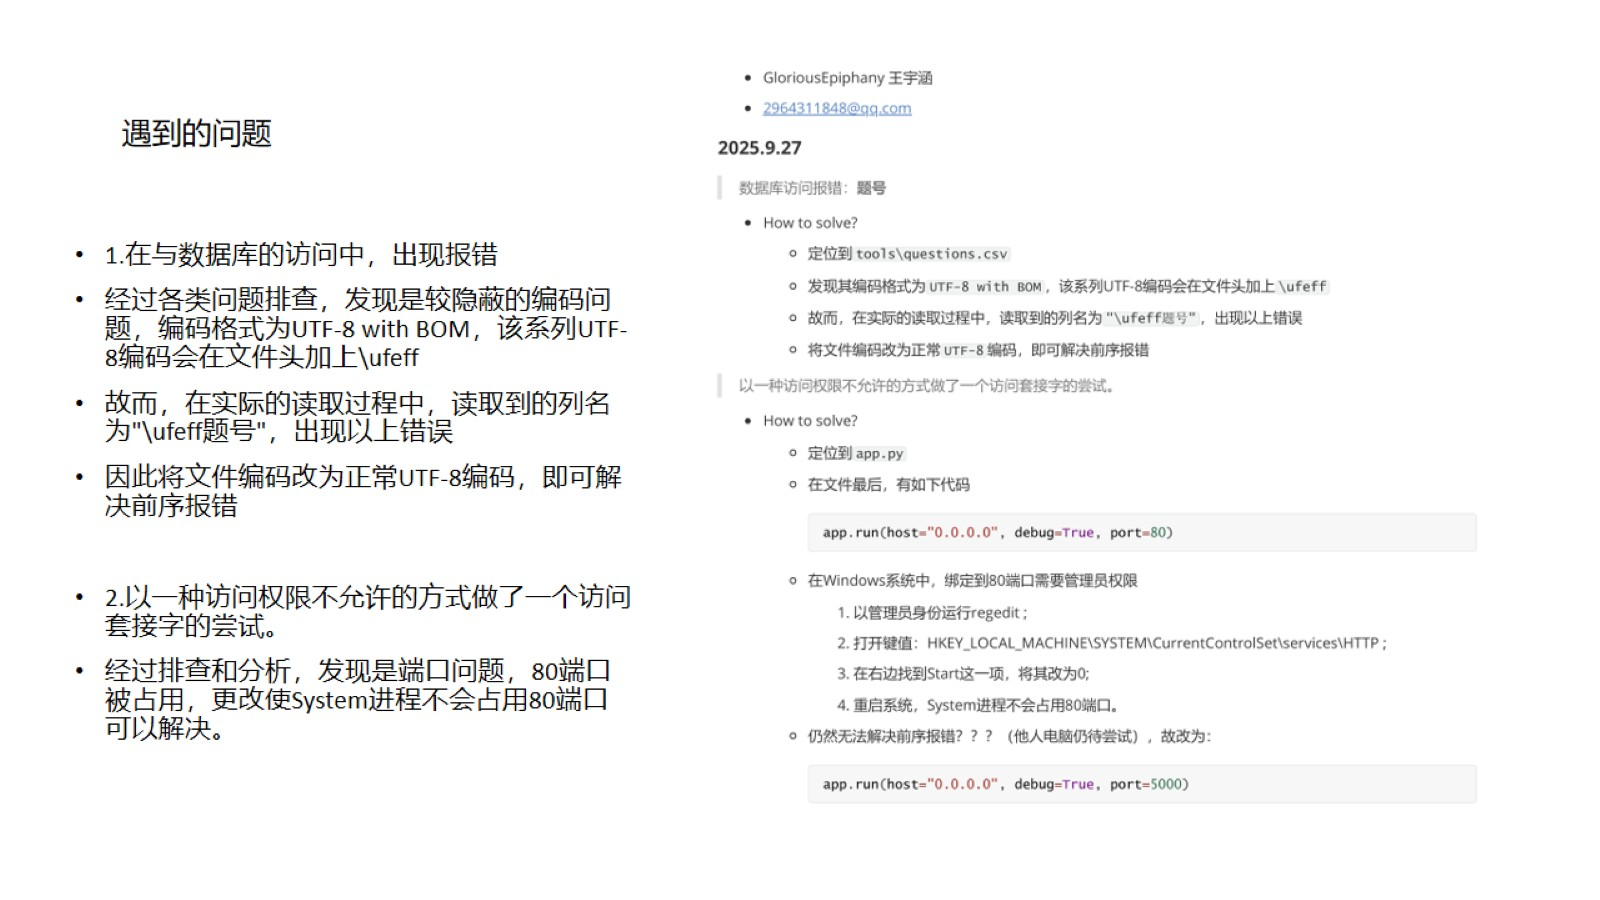 遇到的问题
• 1.在与数据库的访问中，出现报错
• 经过各类问题排查，发现是较隐蔽的编码问
题，编码格式为UTF-8 with BOM，该系列UTF-
8编码会在文件头加上\ufeff
• 故而，在实际的读取过程中，读取到的列名
为"\ufeff题号"，出现以上错误
• 因此将文件编码改为正常UTF-8编码，即可解
决前序报错
• 2.以一种访问权限不允许的方式做了一个访问
套接字的尝试。
• 经过排查和分析，发现是端口问题，80端口
被占用，更改使System进程不会占用80端口
可以解决。
• GloriousEpiphany 王宇涵
• 2964311848@qq.com
2025.9.27
数据库访问报错：题号
• How to solve?
○ 定位到 tools\questions.csv
○ 发现其编码格式为 UTF-8 with BOM，该系列UTF-8编码会在文件头加上 \ufeff
○ 故而，在实际的读取过程中，读取到的列名为 "\ufeff题号"，出现以上错误
○ 将文件编码改为正常 UTF-8 编码，即可解决前序报错
以一种访问权限不允许的方式做了一个访问套接字的尝试。
• How to solve?
○ 定位到 app.py
○ 在文件最后，有如下代码
app.run(host="0.0.0.0", debug=True, port=80)
○ 在Windows系统中，绑定到80端口需要管理员权限
1. 以管理员身份运行regedit；
2. 打开键值：HKEY_LOCAL_MACHINE\SYSTEM\CurrentControlSet\services\HTTP；
3. 在右边找到Start这一项，将其改为0;
4. 重启系统，System进程不会占用80端口。
○ 仍然无法解决前序报错？？？（他人电脑仍待尝试），故改为：
app.run(host="0.0.0.0", debug=True, port=5000)